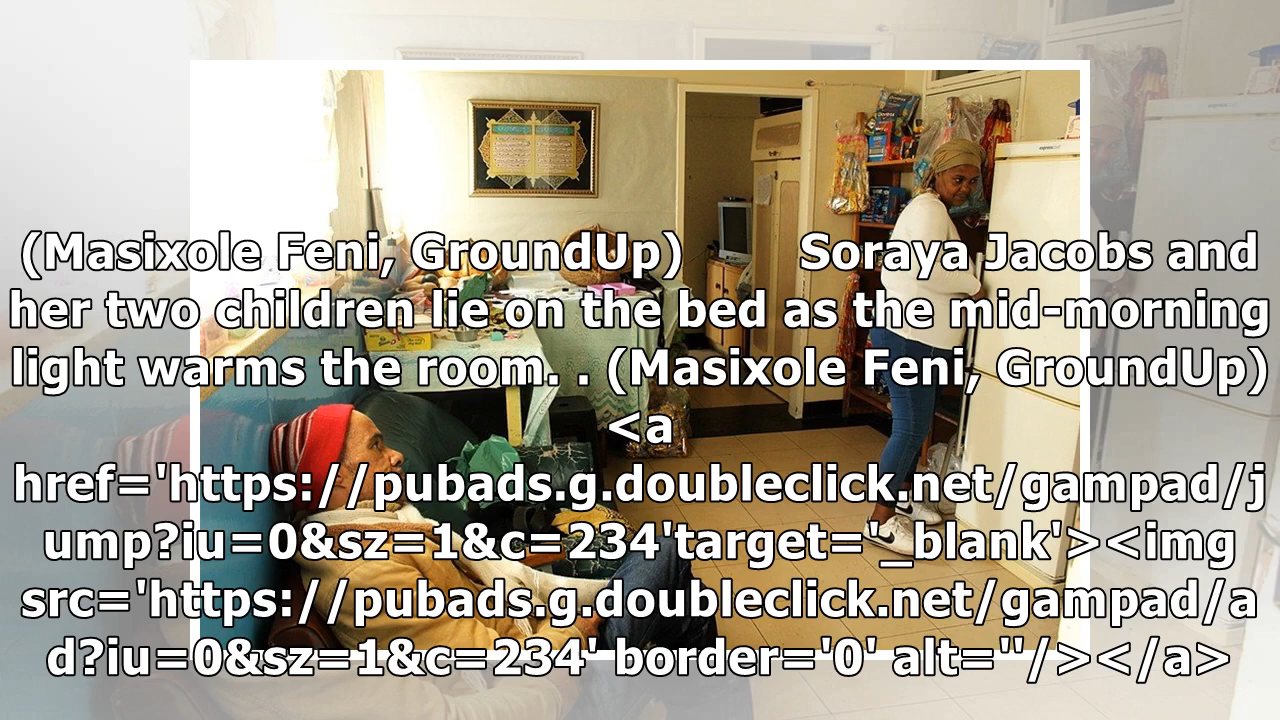 (Masixole Feni, GroundUp) Soraya Jacobs and
her two children lie on the bed as the mid-morning
light warms the room. . (Masixole Feni, GroundUp)
<a
href='https://pubads.g.doubleclick.net/gampad/j
ump?iu=0&sz=1&c=234'target='_blank'><img
src='https://pubads.g.doubleclick.net/gampad/a
d?iu=0&sz=1&c=234' border='0' alt=''/></a>